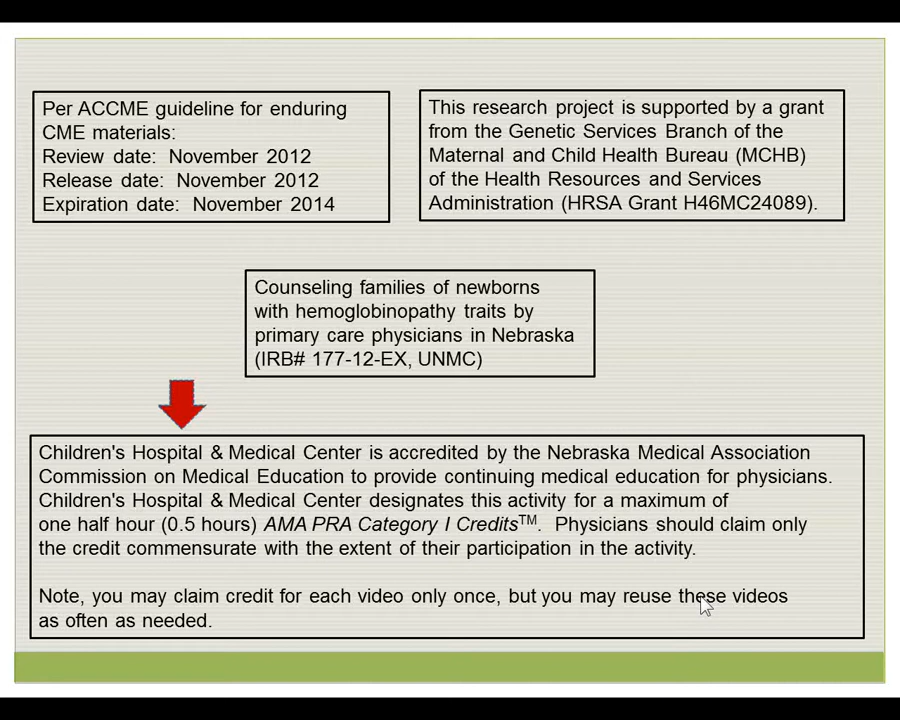 Per ACCME guideline for enduring
CME materials:
Review date: November 2012
Release date: November 2012
Expiration date: November 2014
This research project is supported by a grant
from the Genetic Services Branch of the
Maternal and Child Health Bureau (MCHB)
of the Health Resources and Services
Administration (HRSA Grant H46MC24089).
Counseling families of newborns
with hemoglobinopathy traits by
primary care physicians in Nebraska
(IRB# 177-12-EX, UNMC)
Children's Hospital & Medical Center is accredited by the Nebraska Medical Association
Commission on Medical Education to provide continuing medical education for physicians.
Children's Hospital & Medical Center designates this activity for a maximum of
one half hour (0.5 hours) AMA PRA Category I Credits™. Physicians should claim only
the credit commensurate with the extent of their participation in the activity.
Note, you may claim credit for each video only once, but you may reuse these videos
as often as needed.